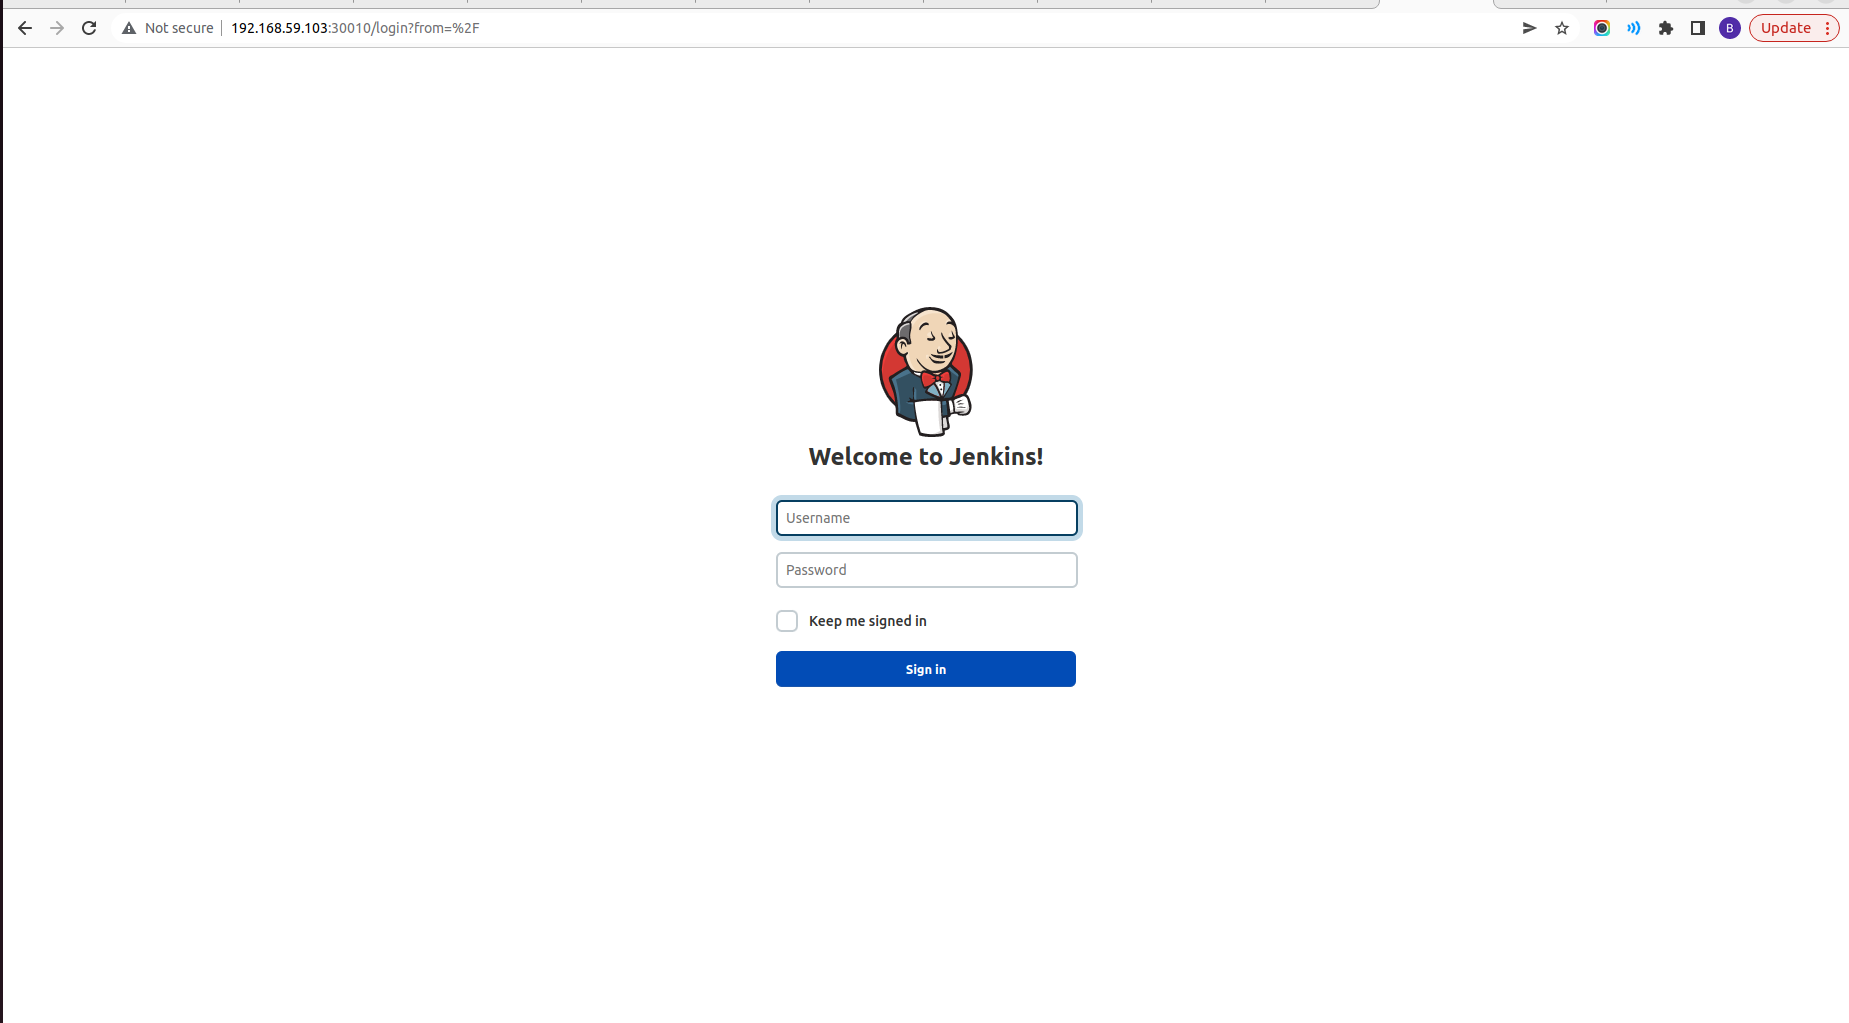 Not secure 192.168.59.103:30010/login?from=%2F B Update
Welcome to Jenkins!
Username
Password
Keep me signed in
Sign in